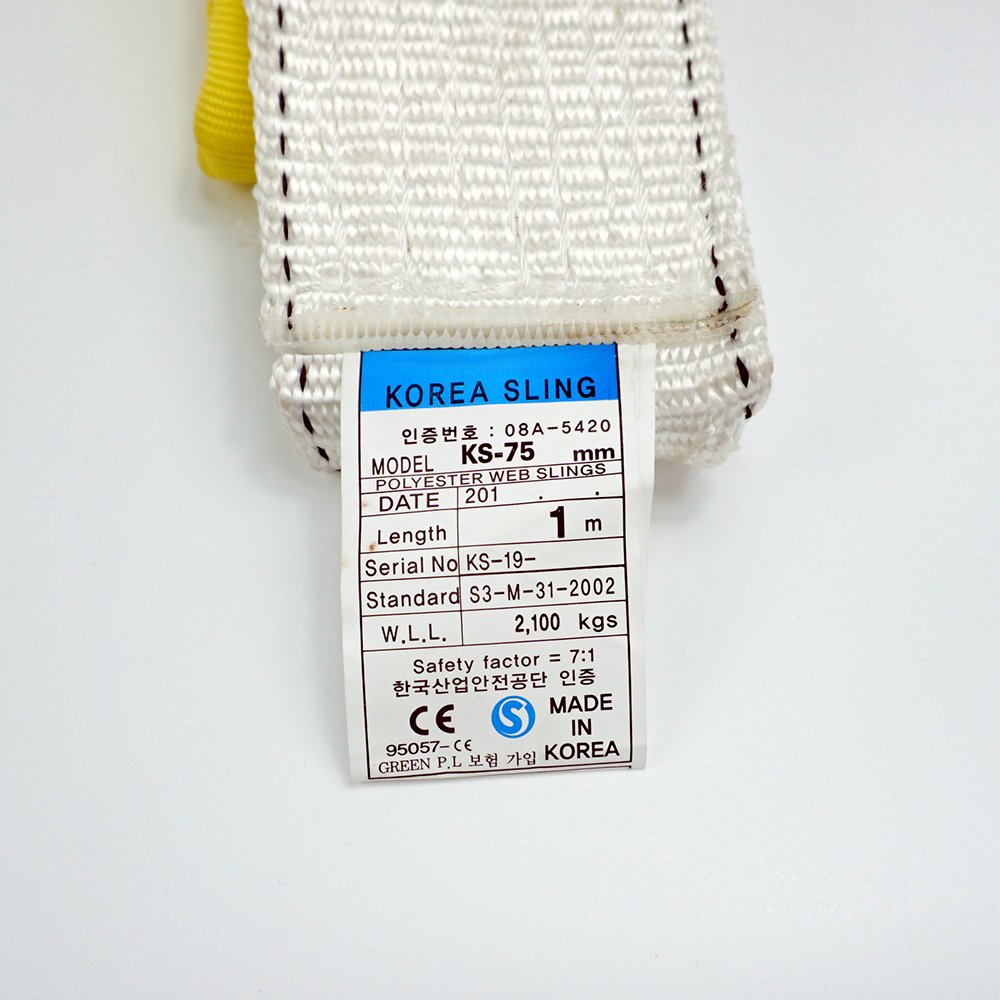 KOREA SLING
인증번호 : 08A-5420
MODEL KS-75 mm
POLYESTER WEB SLINGS
DATE 201 . .
Length 1 m
Serial No KS-19-
Standard S3-M-31-2002
W.L.L. 2,100 kgs
Safety factor = 7:1
한국산업안전공단 인증
CE S MADE
IN
95057-CE KOREA
GREEN P.L 보험 가입